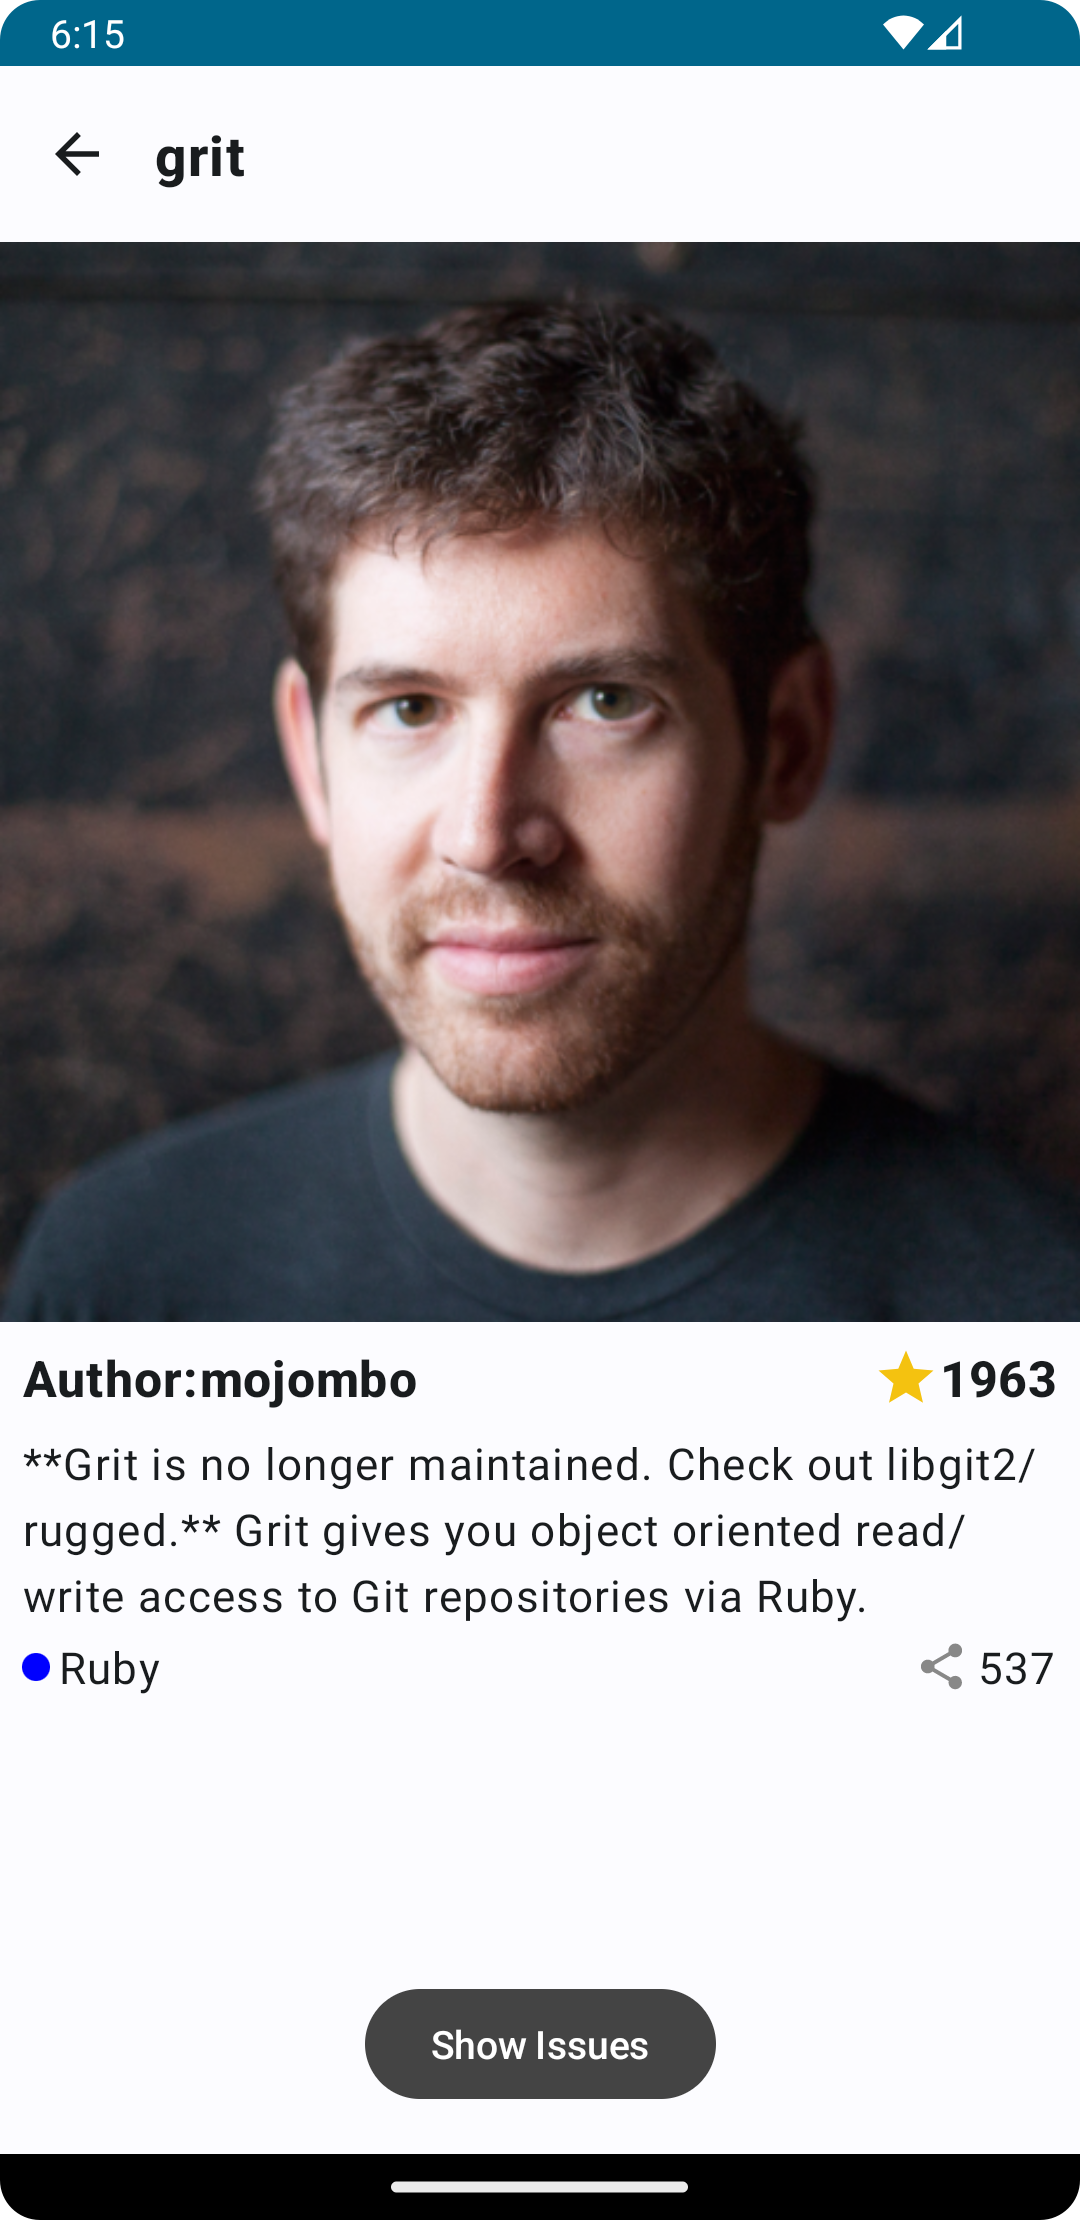 6:15
grit
Author:mojombo
1963
**Grit is no longer maintained. Check out libgit2/
rugged.** Grit gives you object oriented read/
write access to Git repositories via Ruby.
Ruby
537
Show Issues